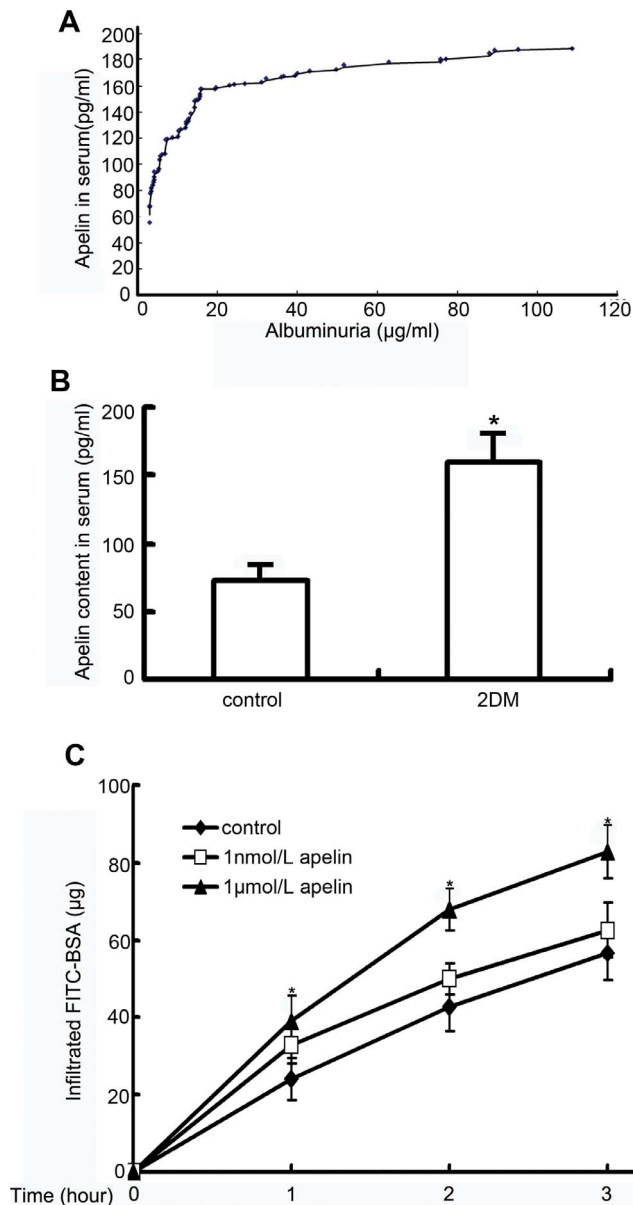 A
Apelin in serum(pg/ml)
200
180
160
140
120
100
80
60
40
20
0
0 20 40 60 80 100 120
Albuminuria (µg/ml)
B
Apelin content in serum (pg/ml)
200
150
100
50
0
*
control 2DM
C
Infiltrated FITC-BSA (µg)
100
80
60
40
20
0
control
1nmol/L apelin
1µmol/L apelin
*
*
*
Time (hour) 0 1 2 3